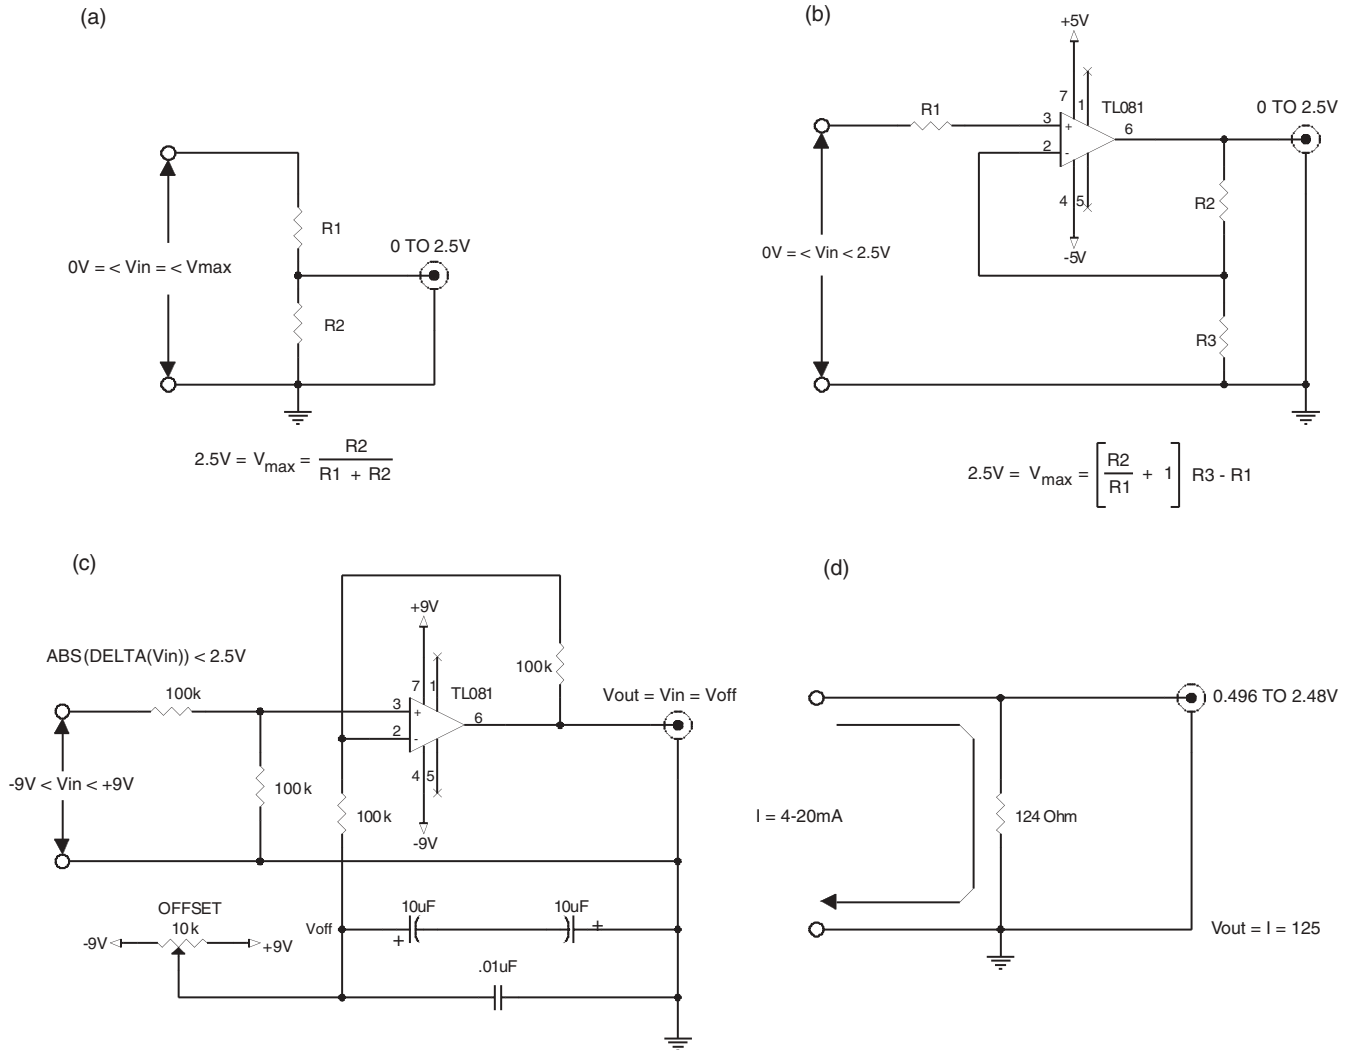 (a)
0V = < Vin = < Vmax
R1
0 TO 2.5V
R2
2.5V = Vmax = R2
R1 + R2
(b)
+5V
7
1
TL081
R1
3
+
2
-
6
0 TO 2.5V
4
5
-5V
0V = < Vin < 2.5V
R2
R3
2.5V = Vmax = [ R2 + 1 ] R3 - R1
R1
(c)
ABS(DELTA(Vin)) < 2.5V
100k
+9V
7
1
TL081
3
+
2
-
6
4
5
-9V
100k
Vout = Vin = Voff
-9V < Vin < +9V
100k
100k
OFFSET
10k
-9V
+9V
Voff
10uF
+
10uF
+
.01uF
(d)
0.496 TO 2.48V
I = 4-20mA
124 Ohm
Vout = I = 125